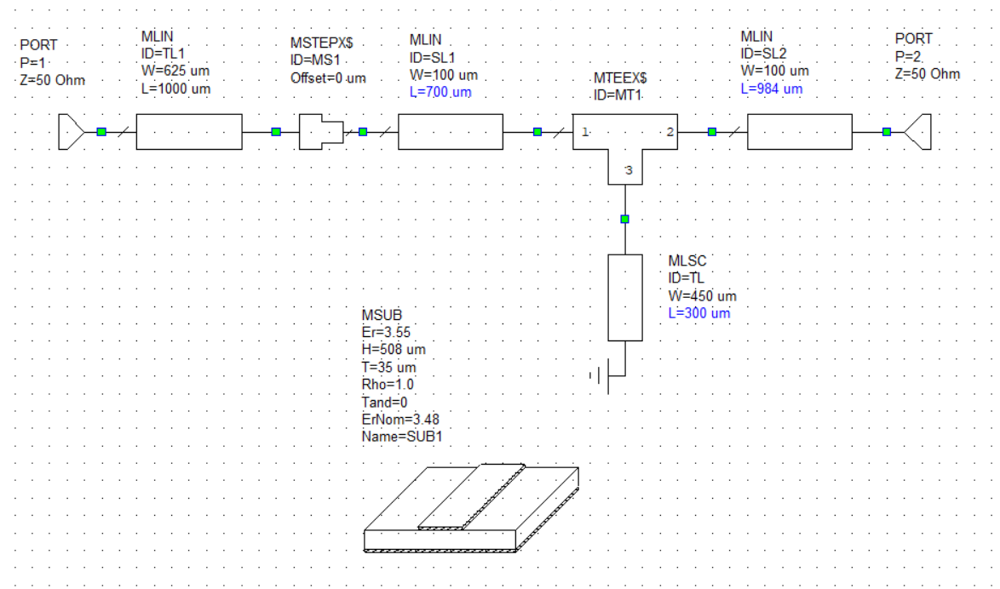 PORT
P=1
Z=50 Ohm
MLIN
ID=TL1
W=625 um
L=1000 um
MSTEPX$
ID=MS1
Offset=0 um
MLIN
ID=SL1
W=100 um
L=700 um
MTEEX$
ID=MT1
MLIN
ID=SL2
W=100 um
L=984 um
PORT
P=2
Z=50 Ohm
1
2
3
MLSC
ID=TL
W=450 um
L=300 um
MSUB
Er=3.55
H=508 um
T=35 um
Rho=1.0
Tand=0
ErNom=3.48
Name=SUB1